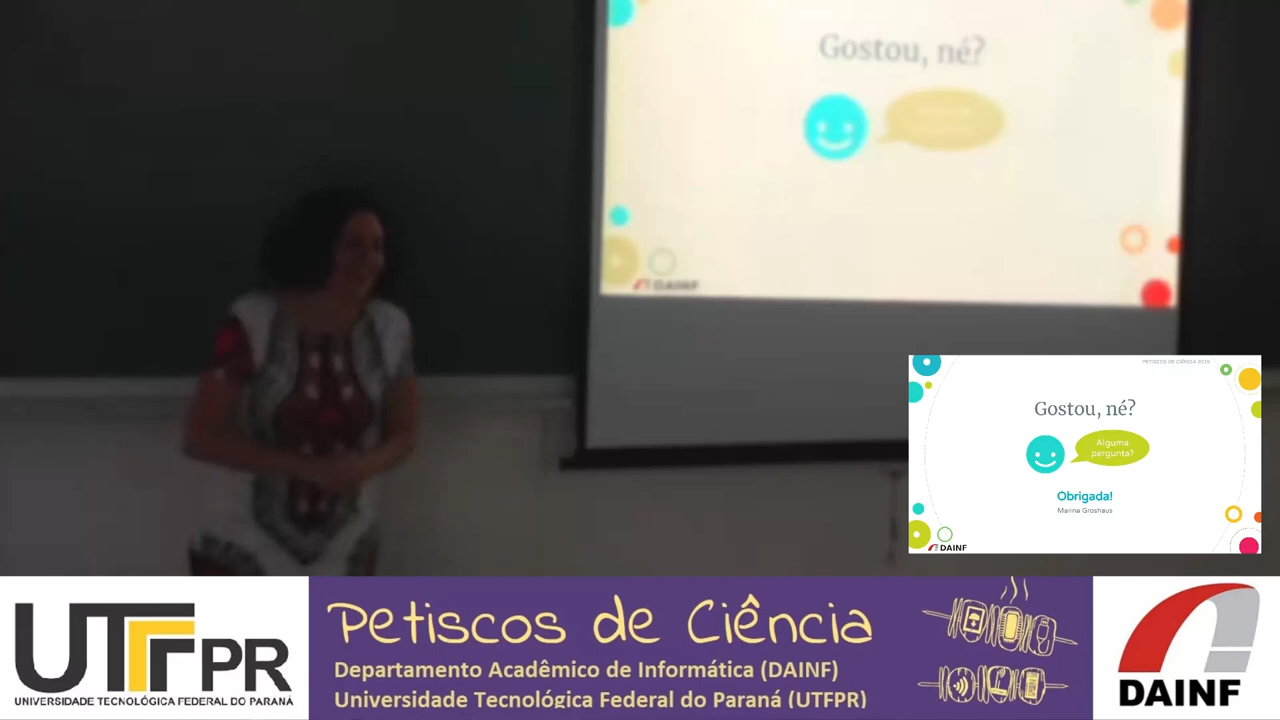 Gostou, né?
DAINF
PETISCOS DE CIÊNCIA 2019
Gostou, né?
Alguma
pergunta?
Obrigada!
Marina Groshaus
DAINF
UTFPR
UNIVERSIDADE TECNOLÓGICA FEDERAL DO PARANÁ
Petiscos de Ciência
Departamento Acadêmico de Informática (DAINF)
Universidade Tecnológica Federal do Paraná (UTFPR)
DAINF